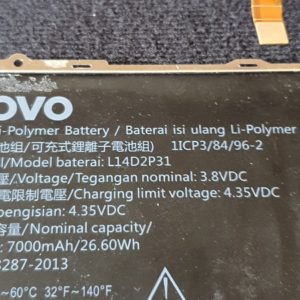 ovo
i-Polymer Battery / Baterai isi ulang Li-Polymer
池组/可充式鋰離子電池組) 1ICP3/84/96-2
l/Model baterai: L14D2P31
壓/Voltage/ Tegangan nominal: 3.8VDC
電限制電壓/Charging limit voltage: 4.35VDC
pengisian: 4.35VDC
容量/Nominal capacity/
: 7000mAh/26.60Wh
8287-2013
~60°C 32°F~140°F